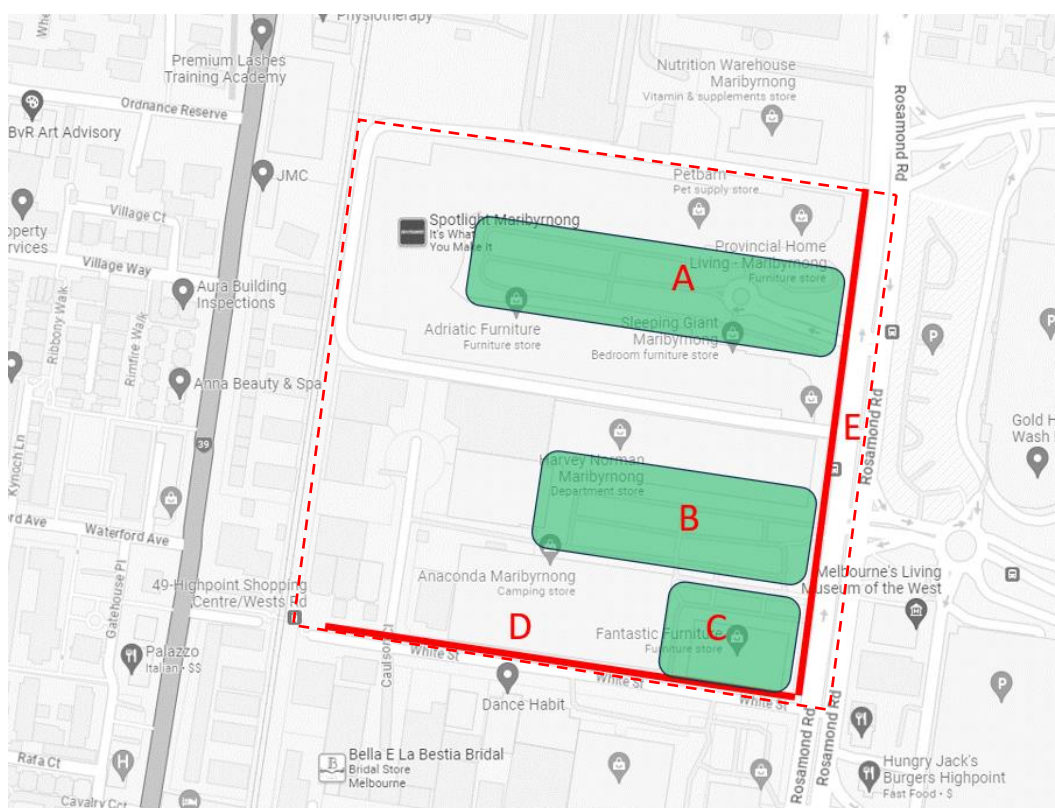 Physiotherapy
Premium Lashes
Training Academy
Nutrition Warehouse
Maribyrnong
Vitamin & supplements store
Rosamond Rd
Ordnance Reserve
BvR Art Advisory
JMC
Petbarn
Pet supply store
Village Ct
Spotlight Maribyrnong
It's What
You Make It
A
Provincial Home
Living - Maribyrnong
Furniture store
Village Way
Aura Building
Inspections
Ribbony Walk
Rimfire Walk
Adriatic Furniture
Furniture store
Sleeping Giant
Maribyrnong
Bedroom furniture store
P
P
Anna Beauty & Spa
E
Rosamond Rd
Gold H
Wash
Kynoch Ln
39
Harvey Norman
Maribyrnong
Department store
B
Waterford Ave
Anaconda Maribyrnong
Camping store
49-Highpoint Shopping
Centre/Wests Rd
Gatehouse Pl
Melbourne's Living
Museum of the West
D
C
Fantastic Furniture
Furniture store
Caulson Cl
White St
White St
White St
Palazzo
Italian • $$
Dance Habit
P
Rosamond Rd
Rosamond Rd
Rafa Ct
H
B
Bella E La Bestia Bridal
Bridal Store
Melbourne
Hungry Jack's
Burgers Highpoint
Fast Food • $
Cavalry Cct